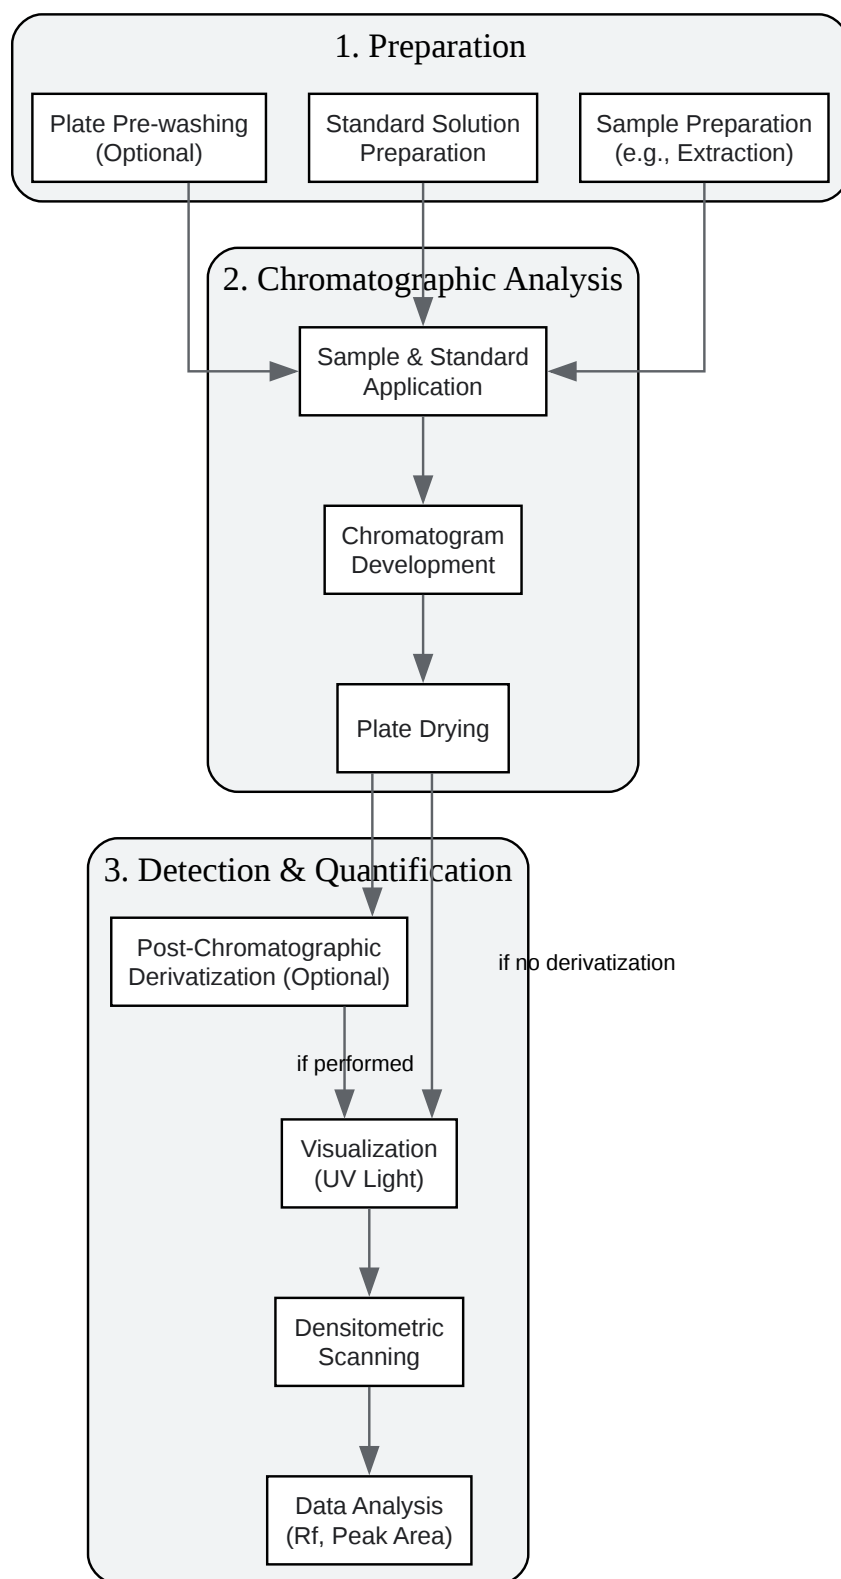 1. Preparation
Plate Pre-washing
(Optional)
Standard Solution
Preparation
Sample Preparation
(e.g., Extraction)
2. Chromatographic Analysis
Sample & Standard
Application
Chromatogram
Development
Plate Drying
3. Detection & Quantification
Post-Chromatographic
Derivatization (Optional)
if no derivatization
if performed
Visualization
(UV Light)
Densitometric
Scanning
Data Analysis
(Rf, Peak Area)